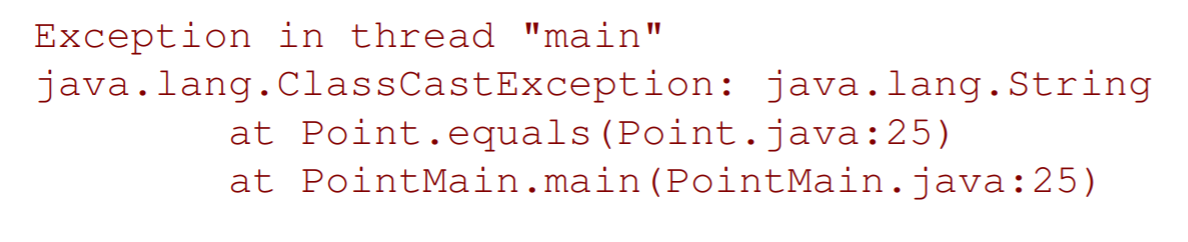 Exception in thread "main"
java.lang.ClassCastException: java.lang.String
at Point.equals(Point.java:25)
at PointMain.main(PointMain.java:25)